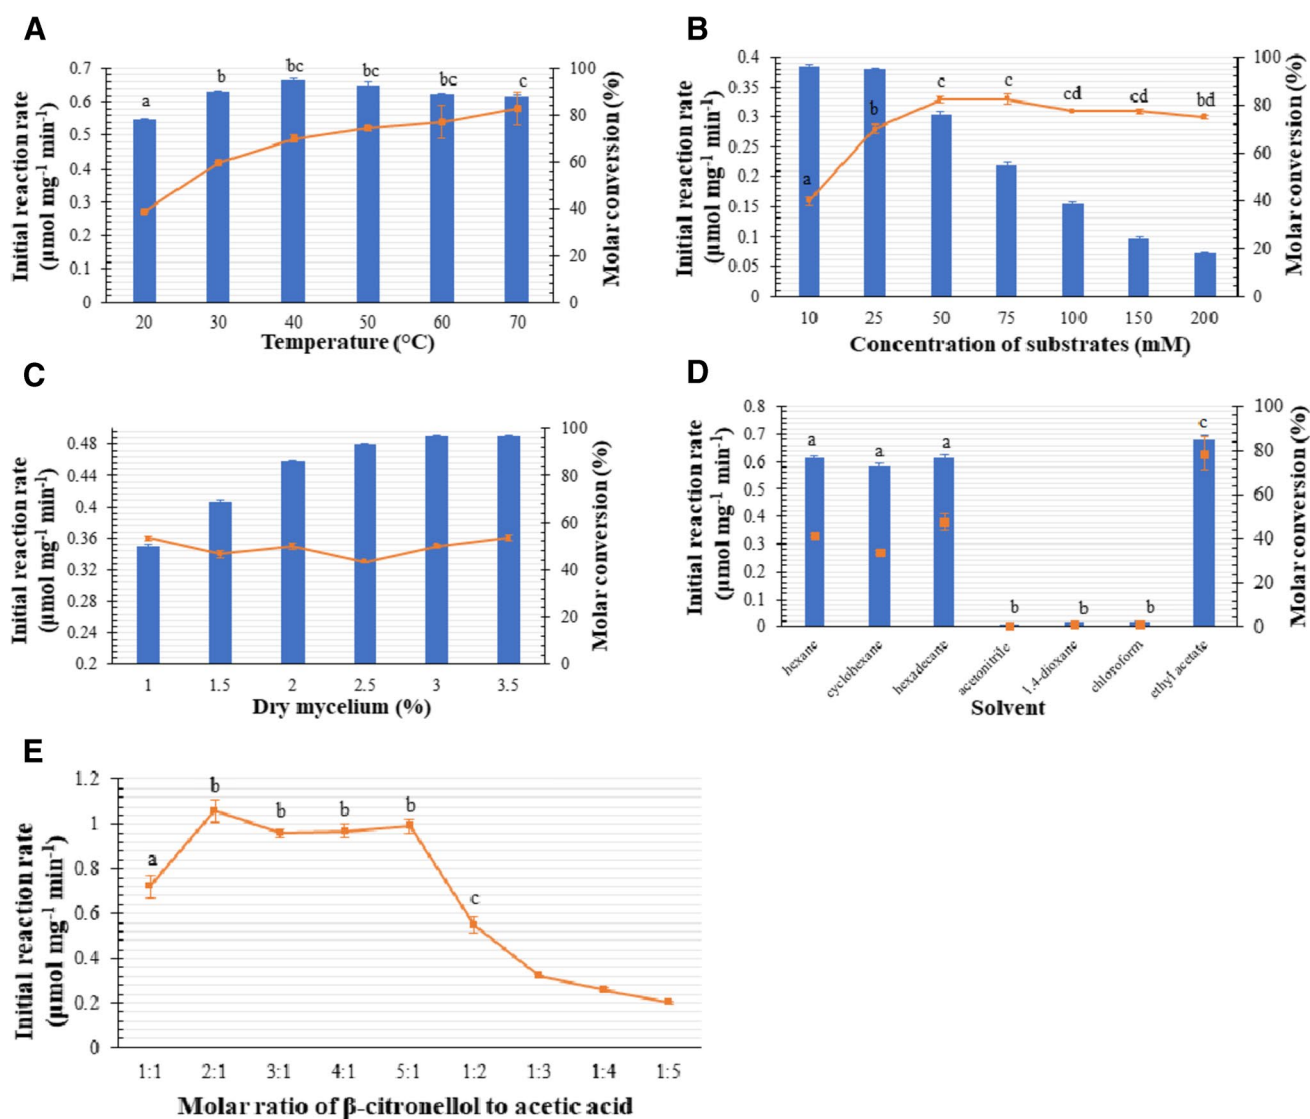 A
Initial reaction rate
(µmol mg⁻¹ min⁻¹)
0.7
0.6
0.5
0.4
0.3
0.2
0.1
0
a
b
bc
bc
bc
c
100
80
60
40
20
0
Molar conversion (%)
20 30 40 50 60 70
Temperature (°C)
B
Initial reaction rate
(µmol mg⁻¹ min⁻¹)
0.4
0.35
0.3
0.25
0.2
0.15
0.1
0.05
0
a
b
c
c
cd
cd
bd
100
80
60
40
20
0
Molar conversion (%)
10 25 50 75 100 150 200
Concentration of substrates (mM)
C
Initial reaction rate
(µmol mg⁻¹ min⁻¹)
0.48
0.44
0.4
0.36
0.32
0.28
0.24
0.2
100
80
60
40
20
0
Molar conversion (%)
1 1.5 2 2.5 3 3.5
Dry mycelium (%)
D
Initial reaction rate
(µmol mg⁻¹ min⁻¹)
0.8
0.7
0.6
0.5
0.4
0.3
0.2
0.1
0
a
a
a
b
b
b
c
100
80
60
40
20
0
Molar conversion (%)
hexane
cyclohexane
hexadecane
acetonitrile
1.4-dioxane
chloroform
ethyl acetate
Solvent
E
Initial reaction rate
(µmol mg⁻¹ min⁻¹)
1.2
1
0.8
0.6
0.4
0.2
0
a
b
b
b
b
c
1:1 2:1 3:1 4:1 5:1 1:2 1:3 1:4 1:5
Molar ratio of β-citronellol to acetic acid